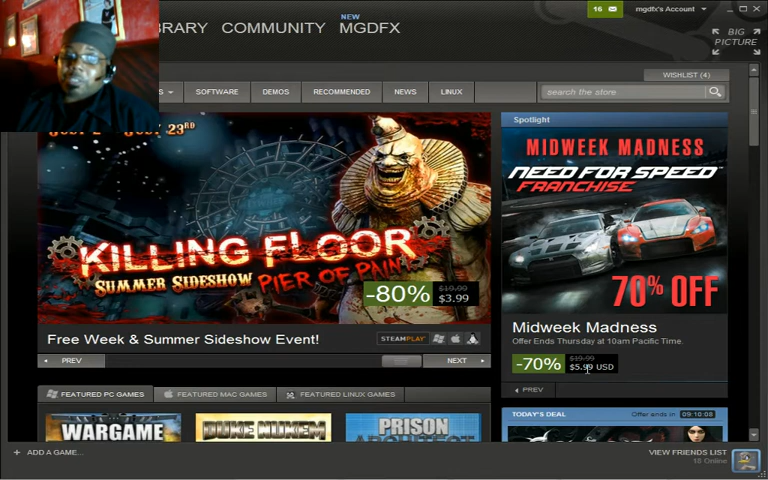 NEW
BRARY COMMUNITY MGDFX
16
mgdfx's Account
BIG
PICTURE
WISHLIST (4)
S SOFTWARE DEMOS RECOMMENDED NEWS LINUX
search the store
23RD
KILLING FLOOR
SUMMER SIDESHOW PIER OF PAIN
-80% $19.99
$3.99
Free Week & Summer Sideshow Event!
STEAMPLAY
PREV NEXT
Spotlight
MIDWEEK MADNESS
NEED FOR SPEED
FRANCHISE
70% OFF
Midweek Madness
Offer Ends Thursday at 10am Pacific Time.
-70% $19.99
$5.99 USD
PREV
FEATURED PC GAMES FEATURED MAC GAMES FEATURED LINUX GAMES
WARGAME DUKE NUKEM PRISON
ARCHITECT
TODAY'S DEAL Offer ends in 09:10:08
+ ADD A GAME...
VIEW FRIENDS LIST
18 Online